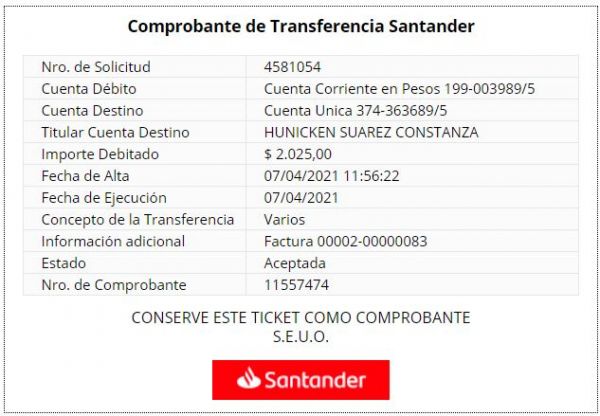 Comprobante de Transferencia Santander
Nro. de Solicitud 4581054
Cuenta Débito Cuenta Corriente en Pesos 199-003989/5
Cuenta Destino Cuenta Unica 374-363689/5
Titular Cuenta Destino HUNICKEN SUAREZ CONSTANZA
Importe Debitado $ 2.025,00
Fecha de Alta 07/04/2021 11:56:22
Fecha de Ejecución 07/04/2021
Concepto de la Transferencia Varios
Información adicional Factura 00002-00000083
Estado Aceptada
Nro. de Comprobante 11557474
CONSERVE ESTE TICKET COMO COMPROBANTE
S.E.U.O.
Santander